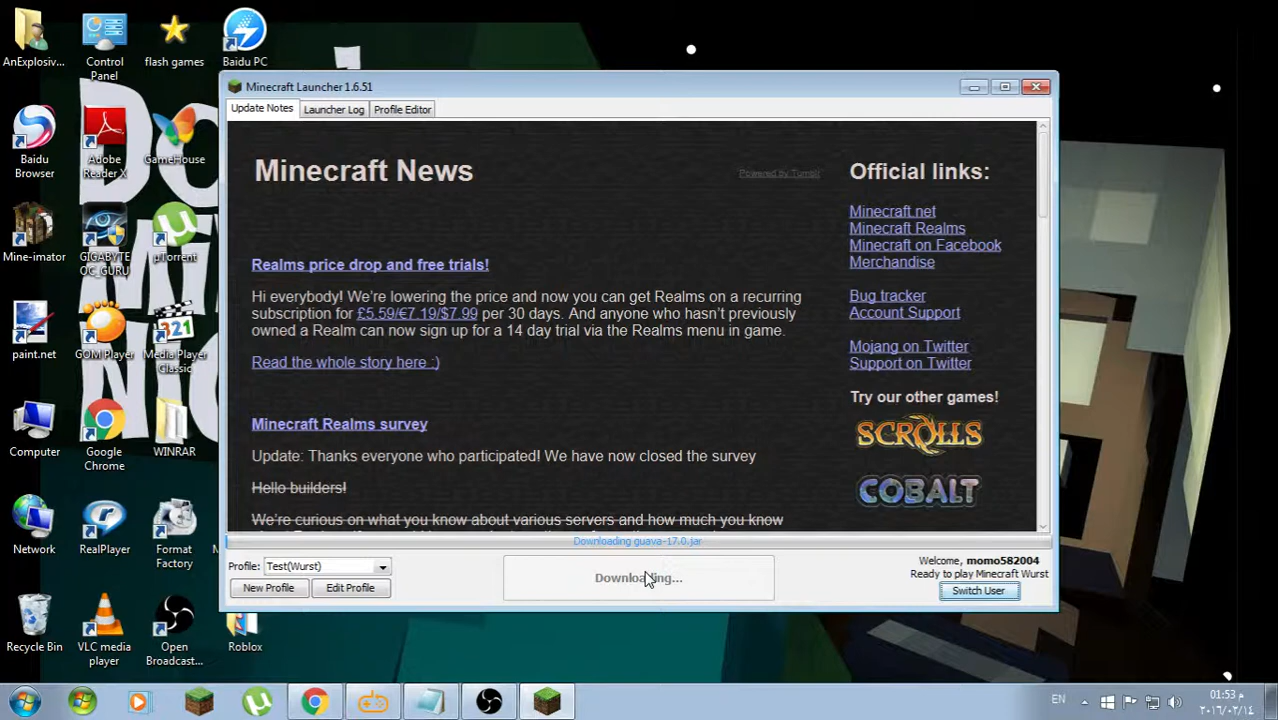 AnExplosiv...
Control
Panel
flash games
Baidu PC
Baidu
Browser
Adobe
Reader X
GameHouse
Mine-imator
GIGABYTE
OC_GURU
µTorrent
paint.net
GOM Player
Media Player
Classic
321
Computer
Google
Chrome
WINRAR
Network
RealPlayer
Format
Factory
Recycle Bin
VLC media
player
Open
Broadcast...
Roblox
Minecraft Launcher 1.6.51
Update Notes
Launcher Log
Profile Editor
Minecraft News
Powered by Tumblr
Realms price drop and free trials!
Hi everybody! We're lowering the price and now you can get Realms on a recurring
subscription for £5.59/€7.19/$7.99 per 30 days. And anyone who hasn't previously
owned a Realm can now sign up for a 14 day trial via the Realms menu in game.
Read the whole story here :)
Minecraft Realms survey
Update: Thanks everyone who participated! We have now closed the survey
Hello builders!
We're curious on what you know about various servers and how much you know
Official links:
Minecraft.net
Minecraft Realms
Minecraft on Facebook
Merchandise
Bug tracker
Account Support
Mojang on Twitter
Support on Twitter
Try our other games!
SCROLLS
COBALT
Downloading guava-17.0.jar
Profile: Test(Wurst)
New Profile
Edit Profile
Downloading...
Welcome, momo582004
Ready to play Minecraft Wurst
Switch User
EN
01:53 م
٢٠١٦/٠٢/١٤